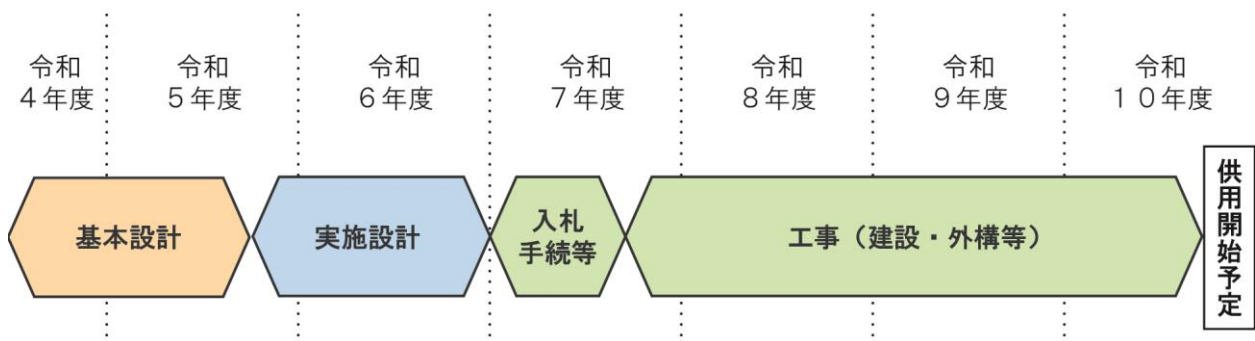 令和
4年度
令和
5年度
令和
6年度
令和
7年度
令和
8年度
令和
9年度
令和
10年度
基本設計
実施設計
入札
手続等
工事（建設・外構等）
供用開始予定